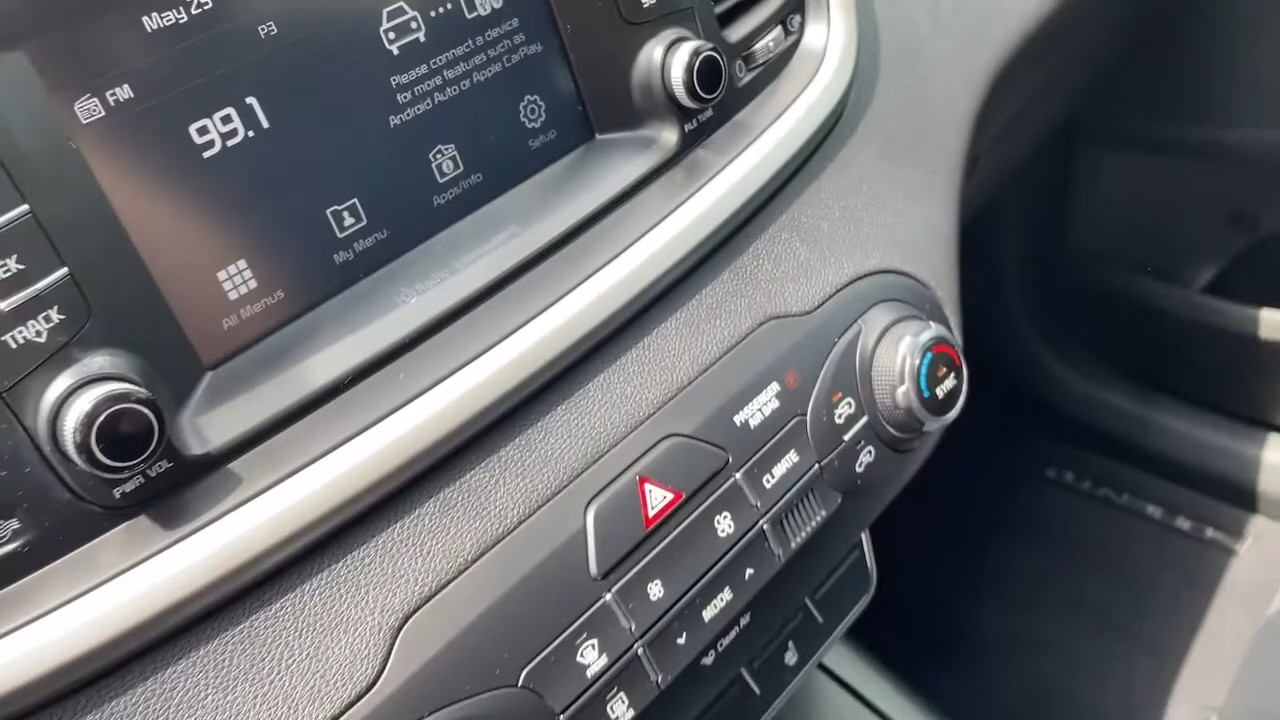 May 25
P3
FM
99.1
Please connect a device
for more features such as
Android Auto or Apple CarPlay.
Setup
Apps/Info
My Menu
All Menus
TRACK
PWR VOL
FILE TUNE
PASSENGER
AIR BAG
CLIMATE
SYNC
MODE
Clean Air
FRONT